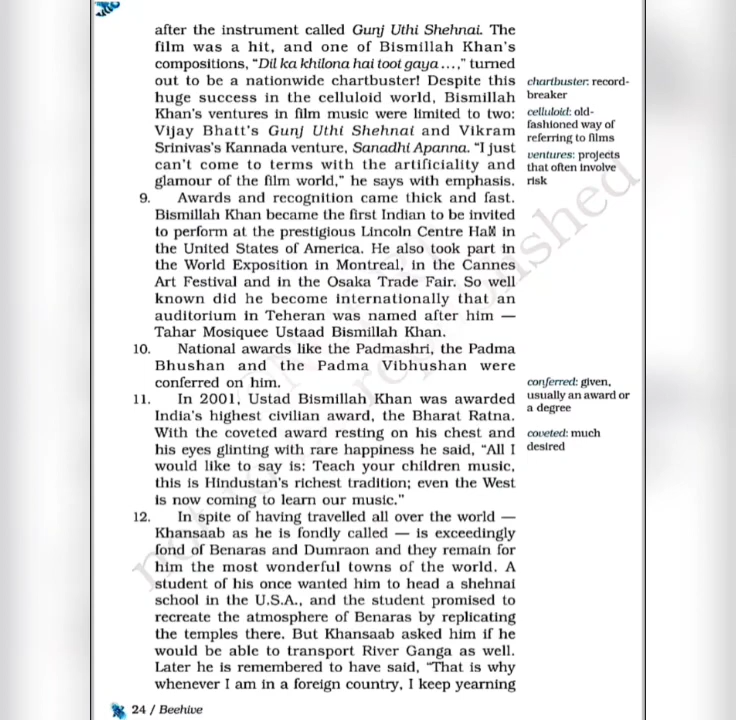 after the instrument called Gunj Uthi Shehnai. The
film was a hit, and one of Bismillah Khan's
compositions, “Dil ka khilona hai toot gaya ...,” turned
out to be a nationwide chartbuster! Despite this
huge success in the celluloid world, Bismillah
Khan's ventures in film music were limited to two:
Vijay Bhatt's Gunj Uthi Shehnai and Vikram
Srinivas's Kannada venture, Sanadhi Apanna. “I just
can't come to terms with the artificiality and
glamour of the film world,” he says with emphasis.
chartbuster: record-
breaker
celluloid: old-
fashioned way of
referring to films
ventures: projects
that often involve
risk
9. Awards and recognition came thick and fast.
Bismillah Khan became the first Indian to be invited
to perform at the prestigious Lincoln Centre Hall in
the United States of America. He also took part in
the World Exposition in Montreal, in the Cannes
Art Festival and in the Osaka Trade Fair. So well
known did he become internationally that an
auditorium in Teheran was named after him —
Tahar Mosiquee Ustaad Bismillah Khan.
10. National awards like the Padmashri, the Padma
Bhushan and the Padma Vibhushan were
conferred on him.
11. In 2001, Ustad Bismillah Khan was awarded
India's highest civilian award, the Bharat Ratna.
With the coveted award resting on his chest and
his eyes glinting with rare happiness he said, “All I
would like to say is: Teach your children music,
this is Hindustan's richest tradition; even the West
is now coming to learn our music.”
conferred: given,
usually an award or
a degree
coveted: much
desired
12. In spite of having travelled all over the world —
Khansaab as he is fondly called — is exceedingly
fond of Benaras and Dumraon and they remain for
him the most wonderful towns of the world. A
student of his once wanted him to head a shehnai
school in the U.S.A., and the student promised to
recreate the atmosphere of Benaras by replicating
the temples there. But Khansaab asked him if he
would be able to transport River Ganga as well.
Later he is remembered to have said, “That is why
whenever I am in a foreign country, I keep yearning
24 / Beehive